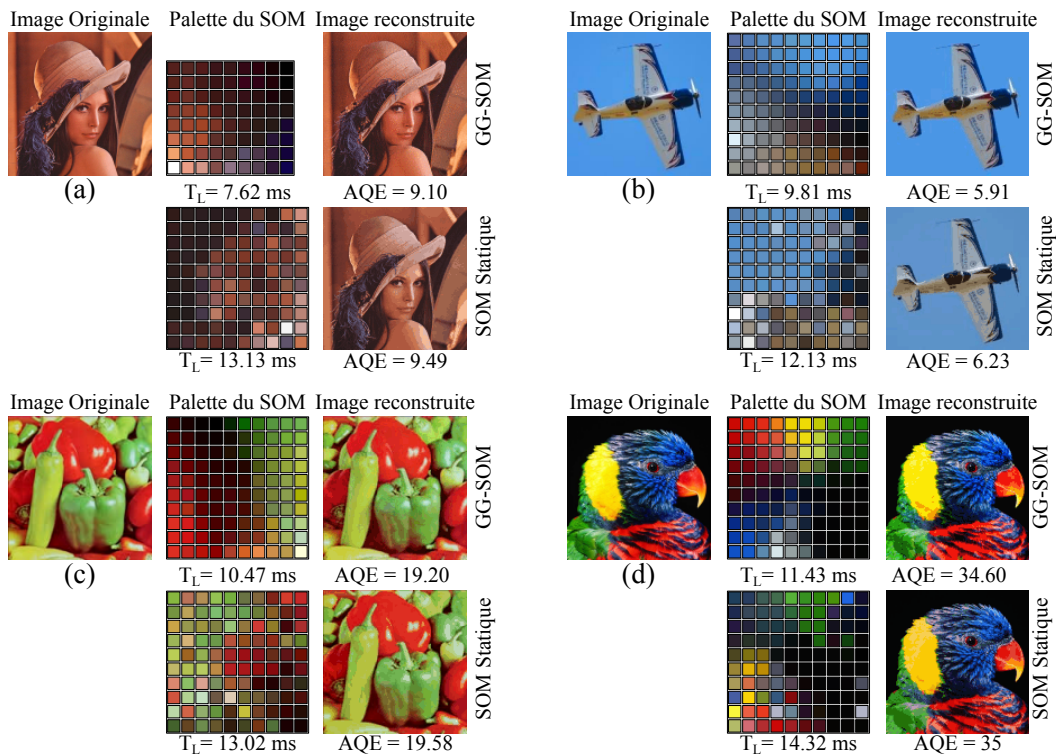 Image Originale Palette du SOM Image reconstruite
GG-SOM
(a)
T_L= 7.62 ms AQE = 9.10
SOM Statique
T_L= 13.13 ms AQE = 9.49
Image Originale Palette du SOM Image reconstruite
GG-SOM
(b)
T_L= 9.81 ms AQE = 5.91
SOM Statique
T_L= 12.13 ms AQE = 6.23
Image Originale Palette du SOM Image reconstruite
GG-SOM
(c)
T_L= 10.47 ms AQE = 19.20
SOM Statique
T_L= 13.02 ms AQE = 19.58
Image Originale Palette du SOM Image reconstruite
GG-SOM
(d)
T_L= 11.43 ms AQE = 34.60
SOM Statique
T_L= 14.32 ms AQE = 35